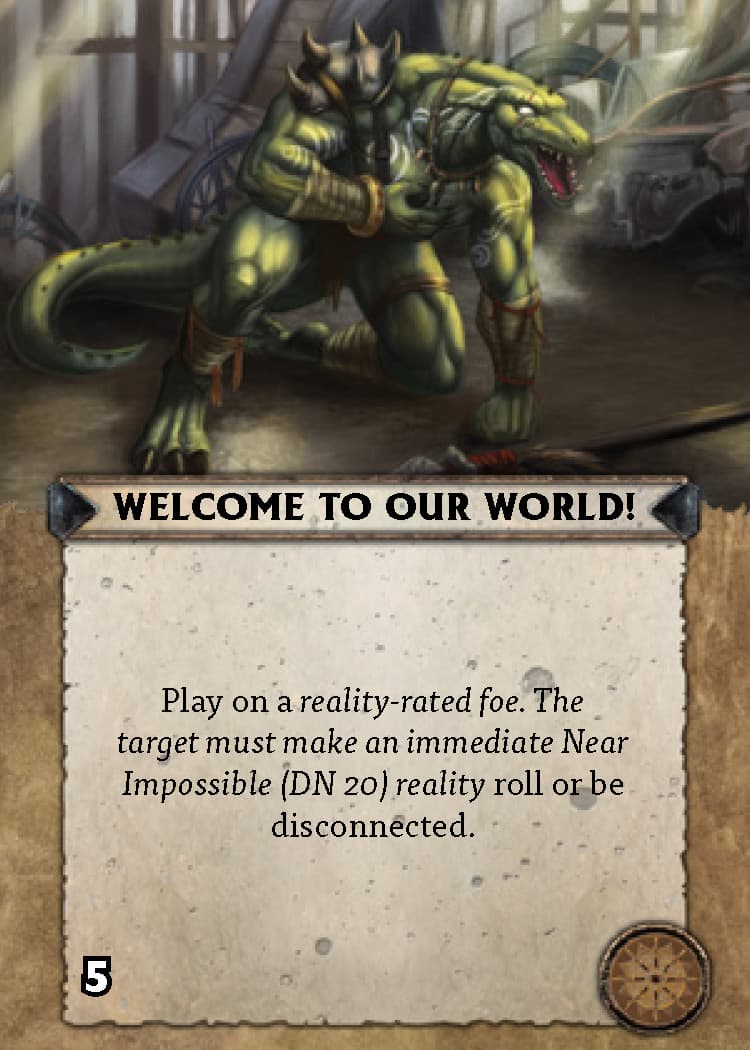 WELCOME TO OUR WORLD!
Play on a reality-rated foe. The
target must make an immediate Near
Impossible (DN 20) reality roll or be
disconnected.
5